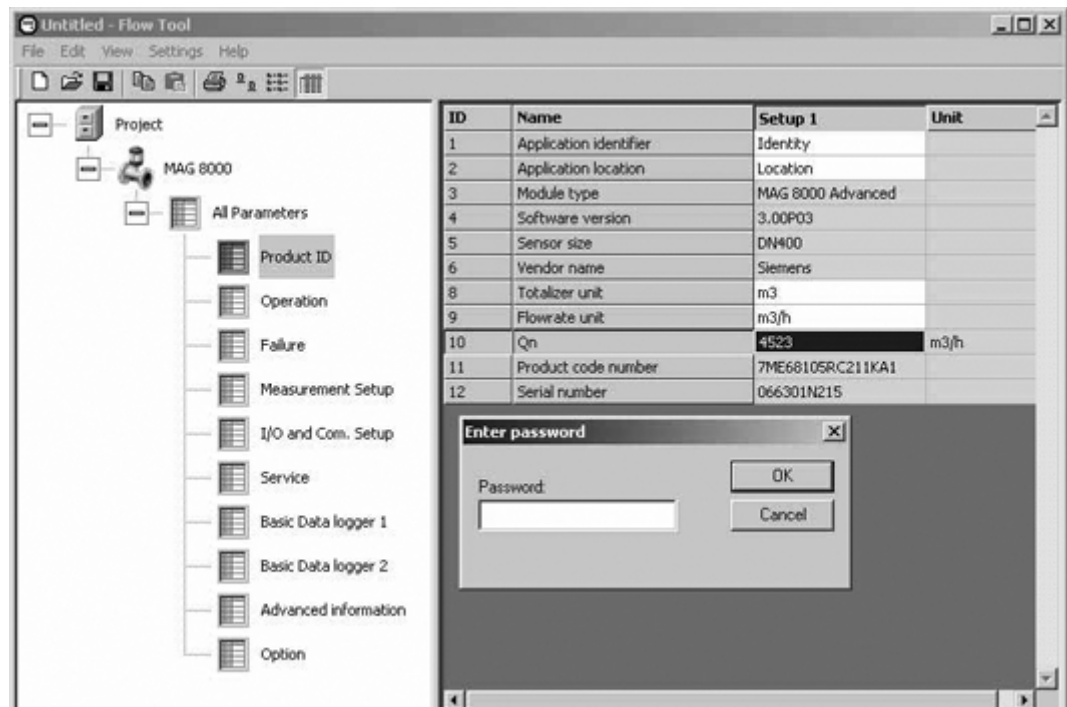 Untitled - Flow Tool
File Edit View Settings Help
Project
MAG 8000
All Parameters
Product ID
Operation
Failure
Measurement Setup
I/O and Com. Setup
Service
Basic Data logger 1
Basic Data logger 2
Advanced information
Option
ID Name Setup 1 Unit
1 Application identifier Identity
2 Application location Location
3 Module type MAG 8000 Advanced
4 Software version 3.00P03
5 Sensor size DN400
6 Vendor name Siemens
8 Totalizer unit m3
9 Flowrate unit m3/h
10 Qn 4523 m3/h
11 Product code number 7ME68105RC211KA1
12 Serial number 066301N215
Enter password
Password:
OK
Cancel